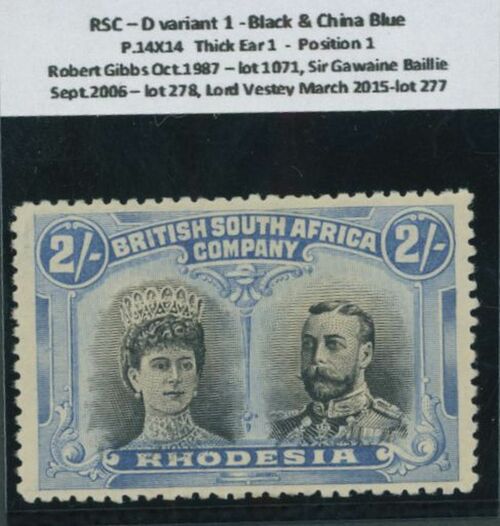 RSC – D variant 1 - Black & China Blue
P.14X14 Thick Ear 1 - Position 1
Robert Gibbs Oct.1987 – lot 1071, Sir Gawaine Baillie
Sept.2006 – lot 278, Lord Vestey March 2015-lot 277
2/- BRITISH SOUTH AFRICA 2/-
COMPANY
RHODESIA